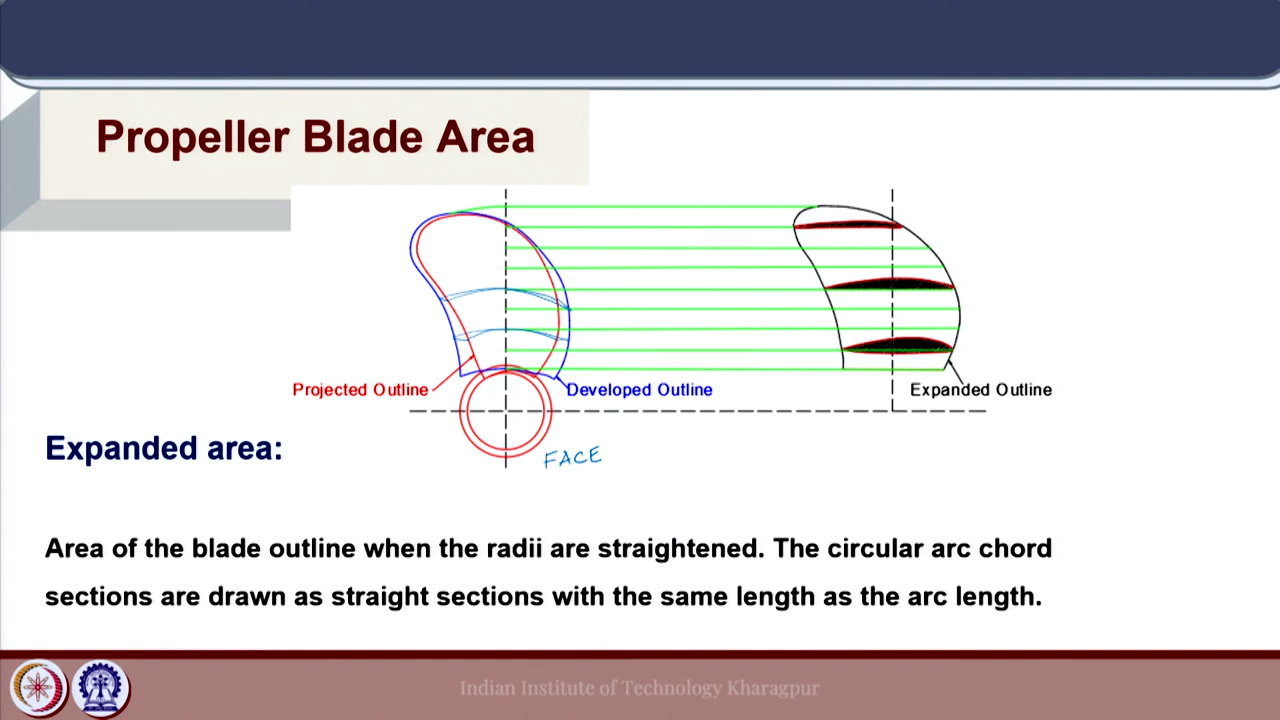 Propeller Blade Area
Projected Outline
Developed Outline
Expanded Outline
Expanded area:
FACE
Area of the blade outline when the radii are straightened. The circular arc chord
sections are drawn as straight sections with the same length as the arc length.
Indian Institute of Technology Kharagpur